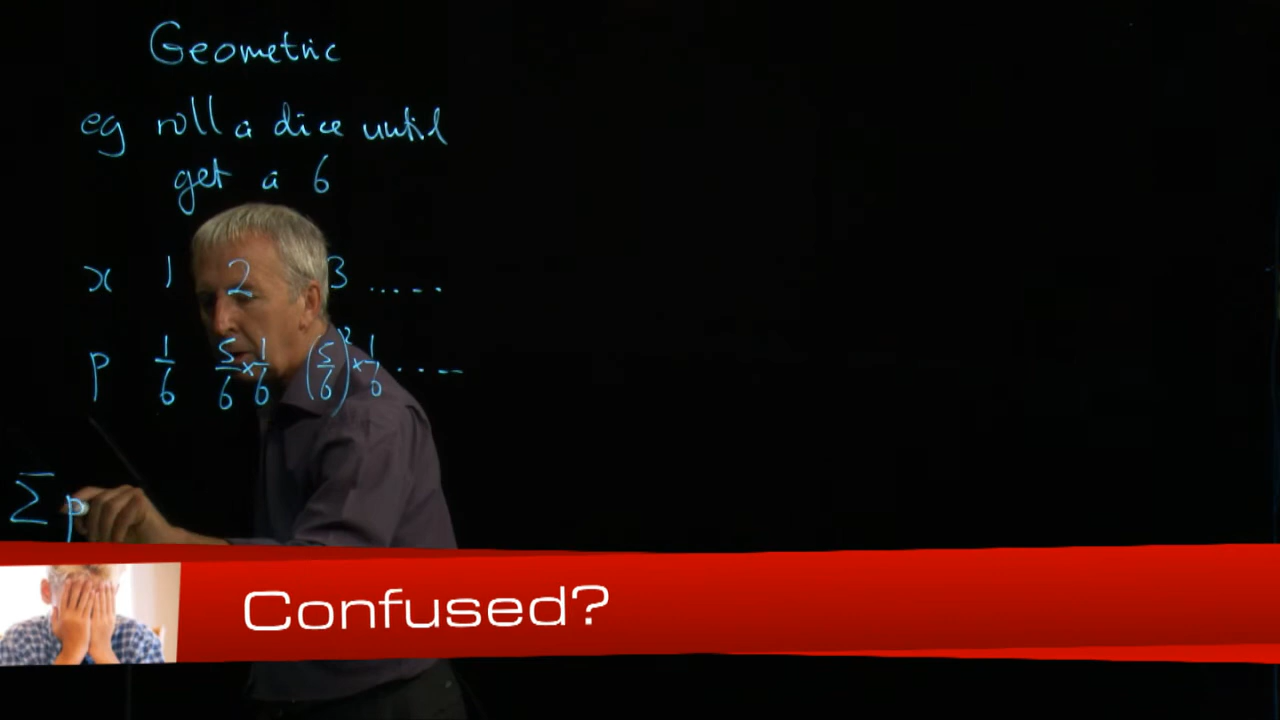 Geometric
eg roll a dice until
get a 6
x 1 2 3 .....
p 1/6 5/6 × 1/6 (5/6)² × 1/6 ....
Σ p
Confused?